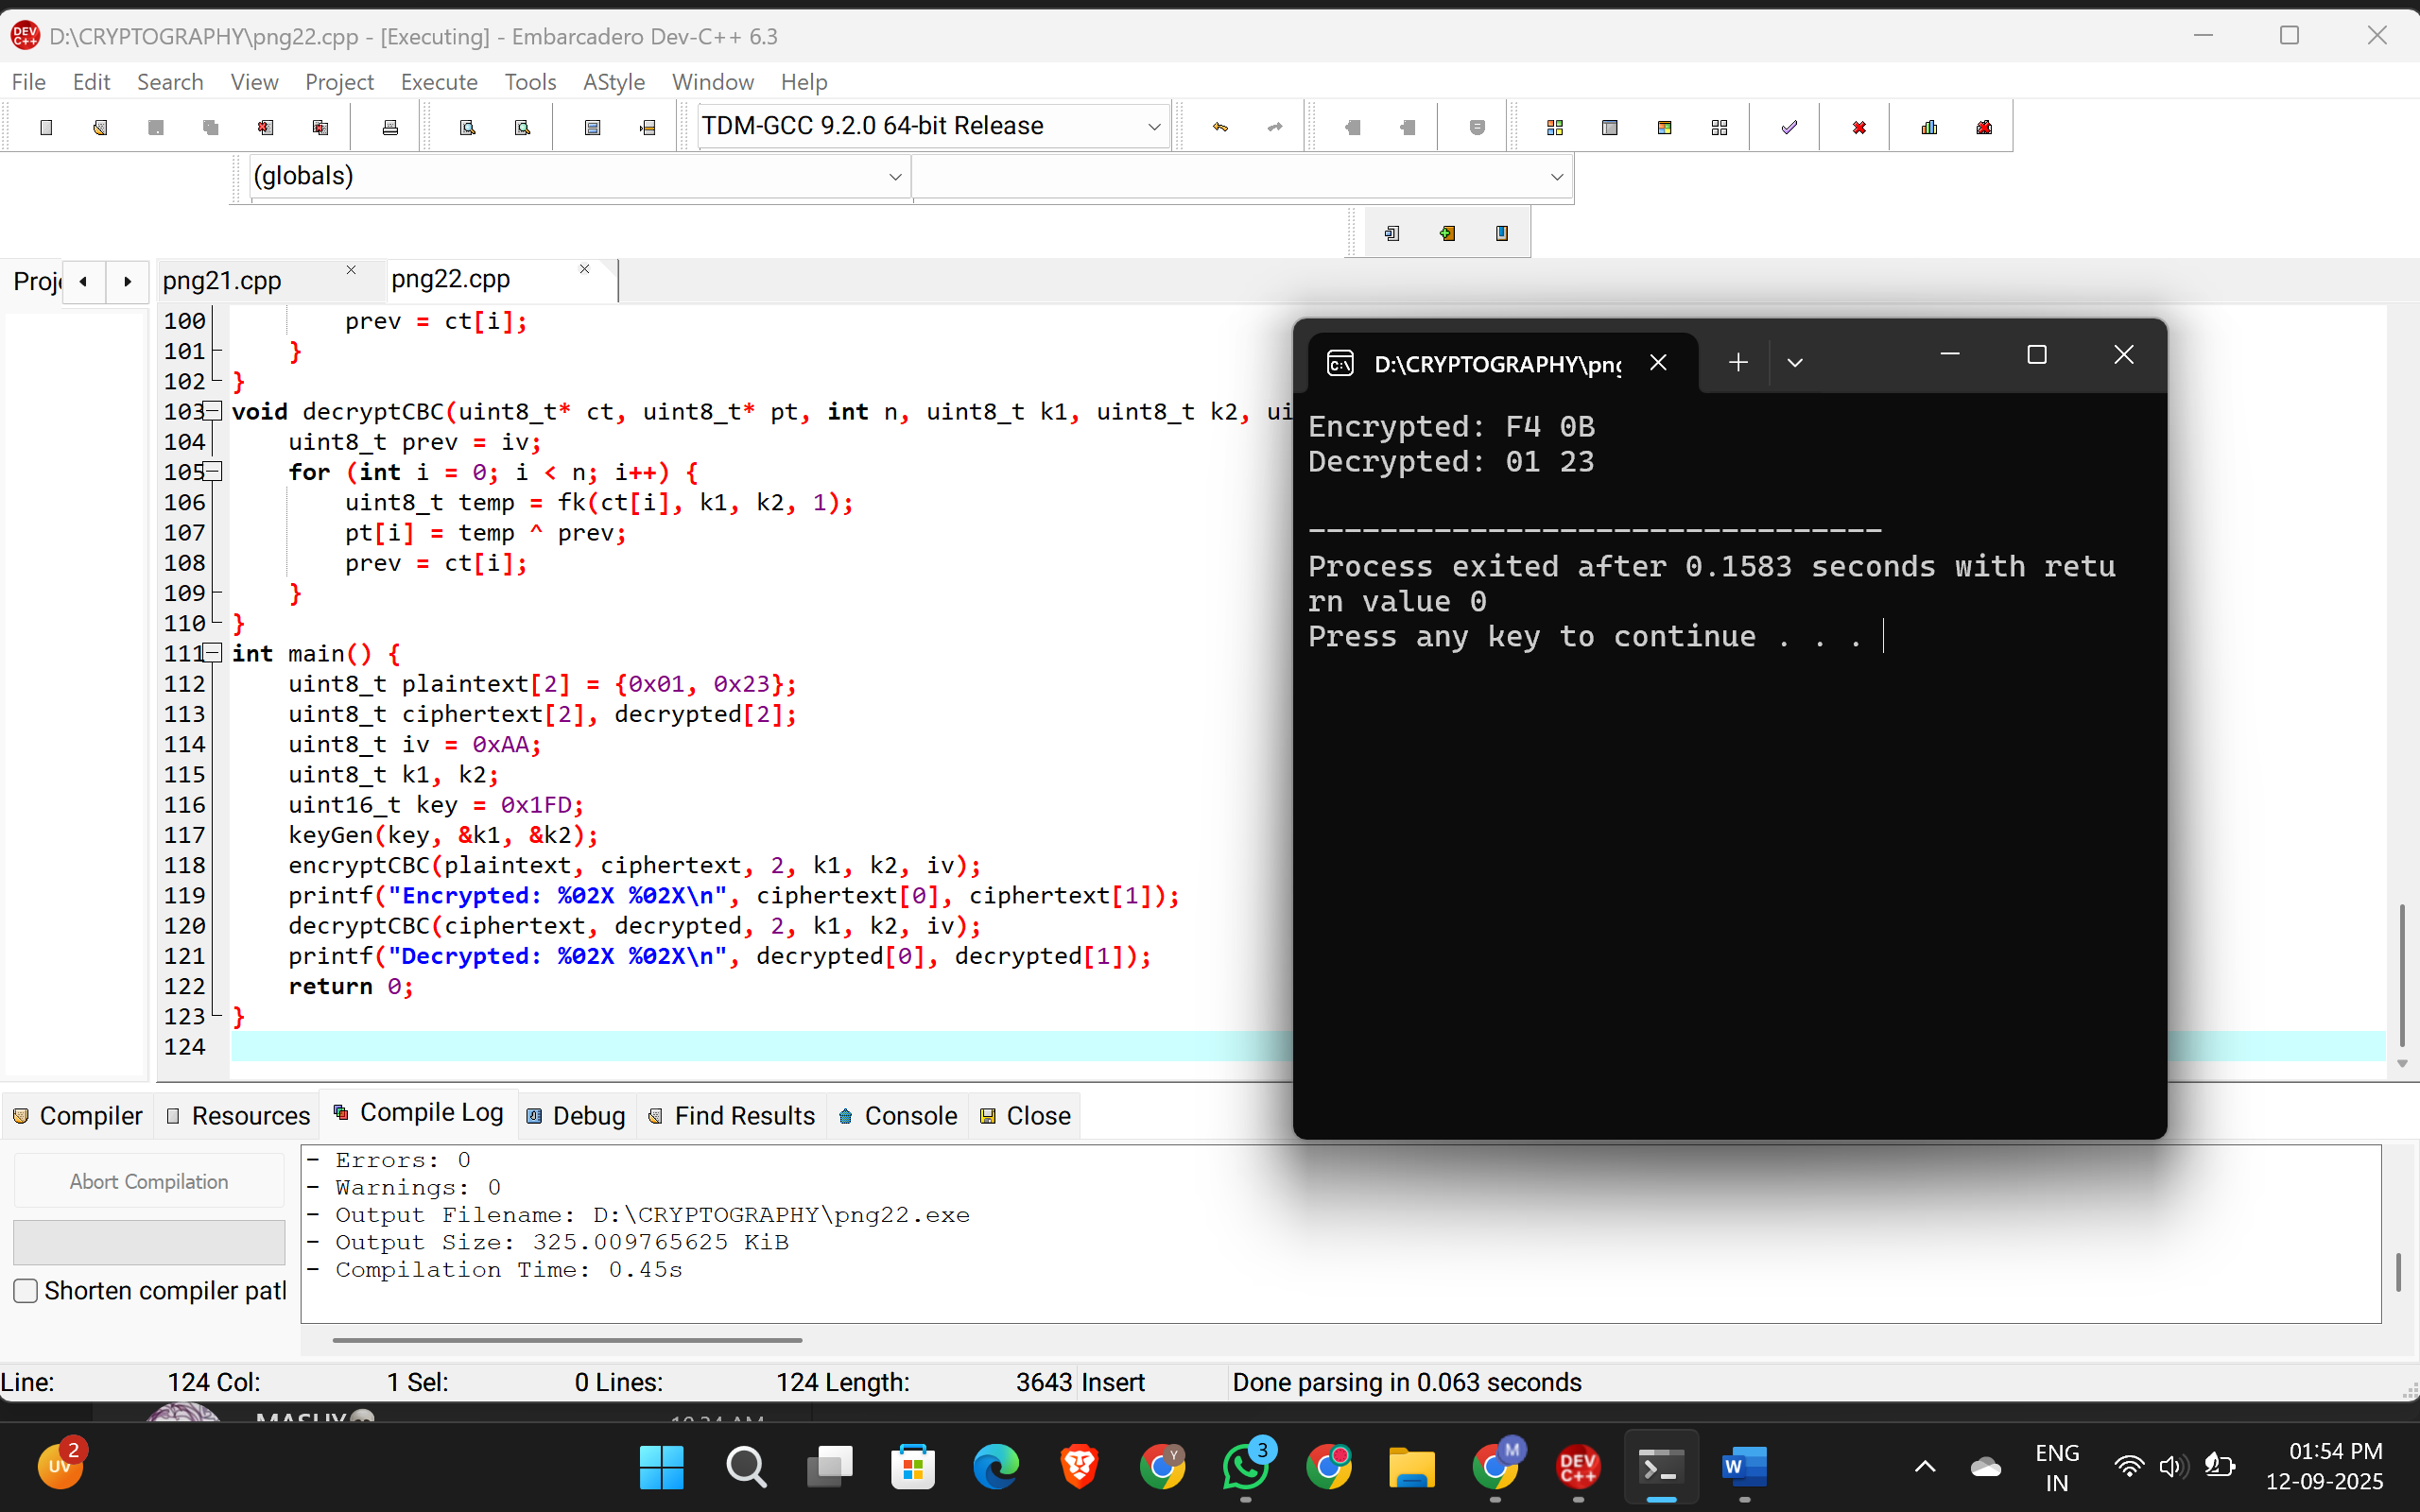 D:\CRYPTOGRAPHY\png22.cpp - [Executing] - Embarcadero Dev-C++ 6.3
File Edit Search View Project Execute Tools AStyle Window Help
TDM-GCC 9.2.0 64-bit Release
(globals)
png21.cpp png22.cpp
100 prev = ct[i];
101 }
102 }
103 void decryptCBC(uint8_t* ct, uint8_t* pt, int n, uint8_t k1, uint8_t k2, ui
104 uint8_t prev = iv;
105 for (int i = 0; i < n; i++) {
106 uint8_t temp = fk(ct[i], k1, k2, 1);
107 pt[i] = temp ^ prev;
108 prev = ct[i];
109 }
110 }
111 int main() {
112 uint8_t plaintext[2] = {0x01, 0x23};
113 uint8_t ciphertext[2], decrypted[2];
114 uint8_t iv = 0xAA;
115 uint8_t k1, k2;
116 uint16_t key = 0x1FD;
117 keyGen(key, &k1, &k2);
118 encryptCBC(plaintext, ciphertext, 2, k1, k2, iv);
119 printf("Encrypted: %02X %02X\n", ciphertext[0], ciphertext[1]);
120 decryptCBC(ciphertext, decrypted, 2, k1, k2, iv);
121 printf("Decrypted: %02X %02X\n", decrypted[0], decrypted[1]);
122 return 0;
123 }
124
D:\CRYPTOGRAPHY\pn
Encrypted: F4 0B
Decrypted: 01 23
--------------------------------
Process exited after 0.1583 seconds with retu
rn value 0
Press any key to continue . . .
Compiler Resources Compile Log Debug Find Results Console Close
Abort Compilation
Shorten compiler pat
- Errors: 0
- Warnings: 0
- Output Filename: D:\CRYPTOGRAPHY\png22.exe
- Output Size: 325.009765625 KiB
- Compilation Time: 0.45s
Line: 124 Col: 1 Sel: 0 Lines: 124 Length: 3643 Insert Done parsing in 0.063 seconds
UV 2
Y
3
M
DEV C++
W
ENG
IN
01:54 PM
12-09-2025